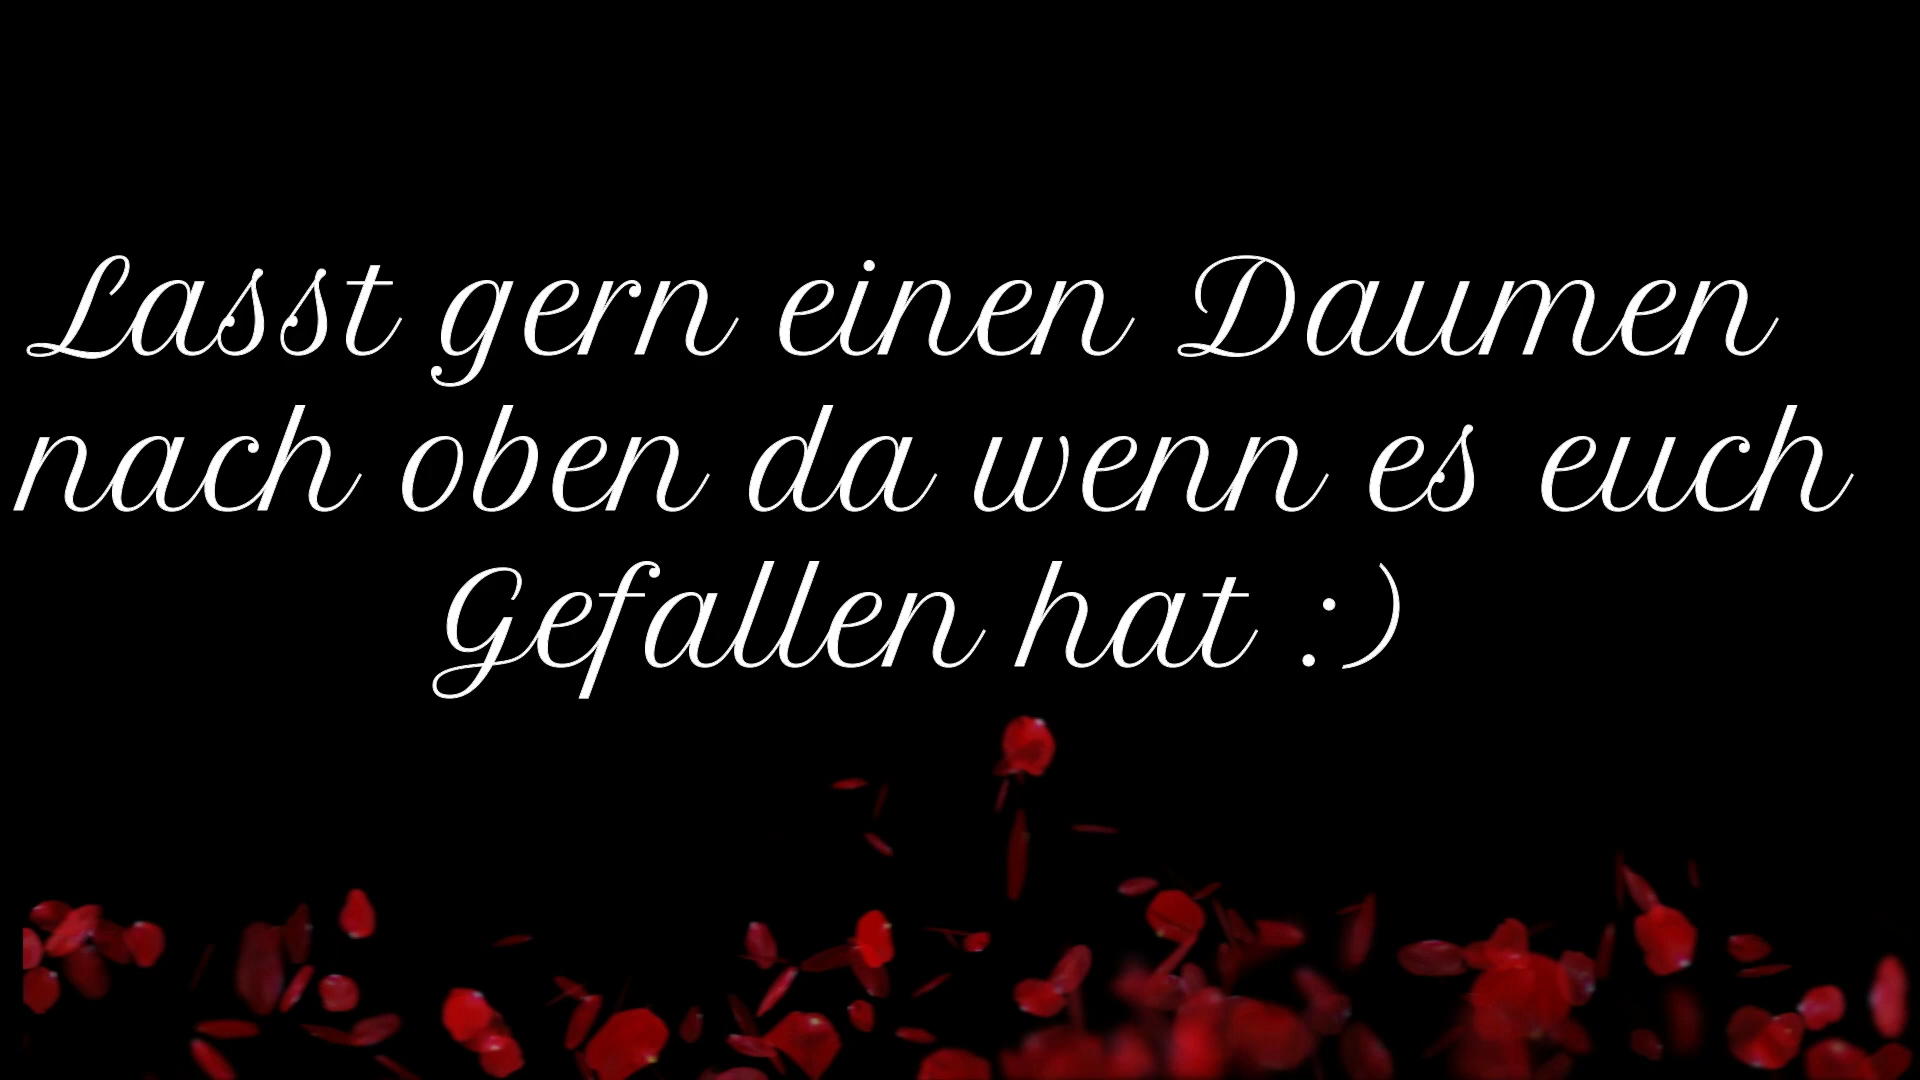 Lasst gern einen Daumen
nach oben da wenn es euch
Gefallen hat :)